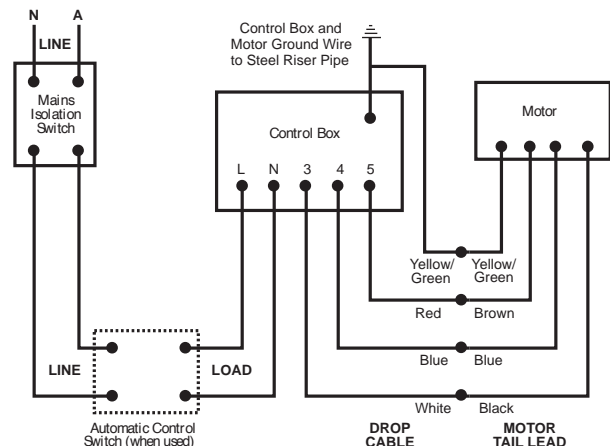 N A
LINE
Mains
Isolation
Switch
Control Box and
Motor Ground Wire
to Steel Riser Pipe
Control Box
L N 3 4 5
Motor
Yellow/ Yellow/
Green Green
Red Brown
Blue Blue
White Black
LINE LOAD
Automatic Control
Switch (when used)
DROP
CABLE
MOTOR
TAIL LEAD